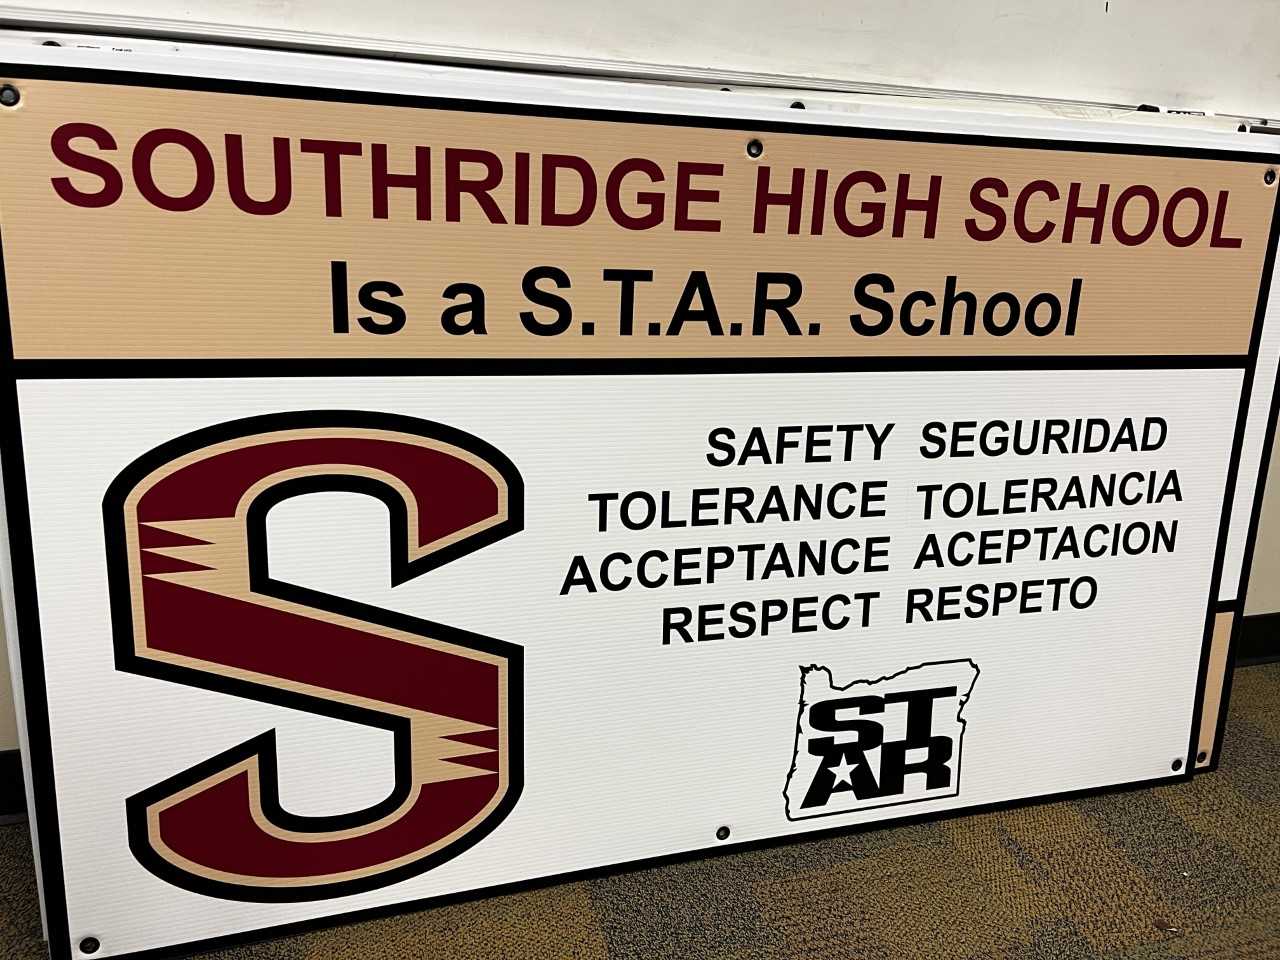 SOUTHRIDGE HIGH SCHOOL
Is a S.T.A.R. School
S
SAFETY SEGURIDAD
TOLERANCE TOLERANCIA
ACCEPTANCE ACEPTACION
RESPECT RESPETO
ST
AR